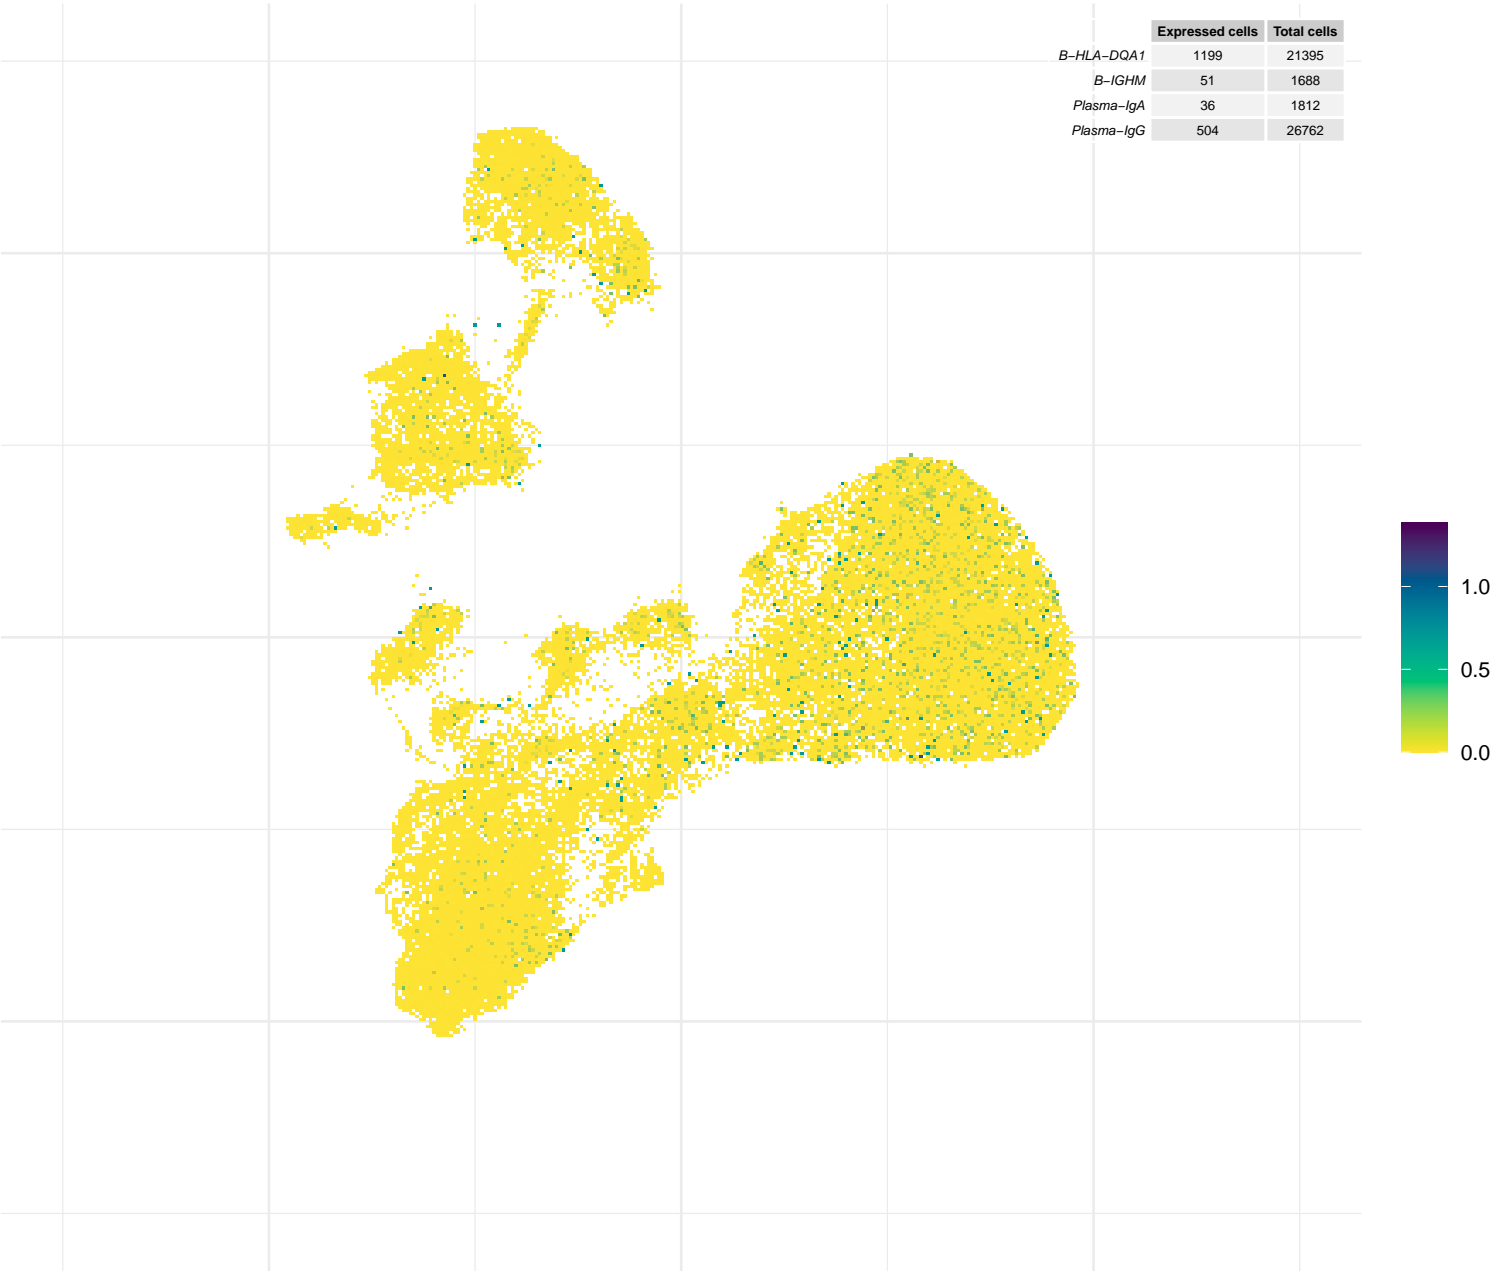 Expressed cells Total cells
B-HLA-DQA1 1199 21395
B-IGHM 51 1688
Plasma-IgA 36 1812
Plasma-IgG 504 26762
1.0
0.5
0.0